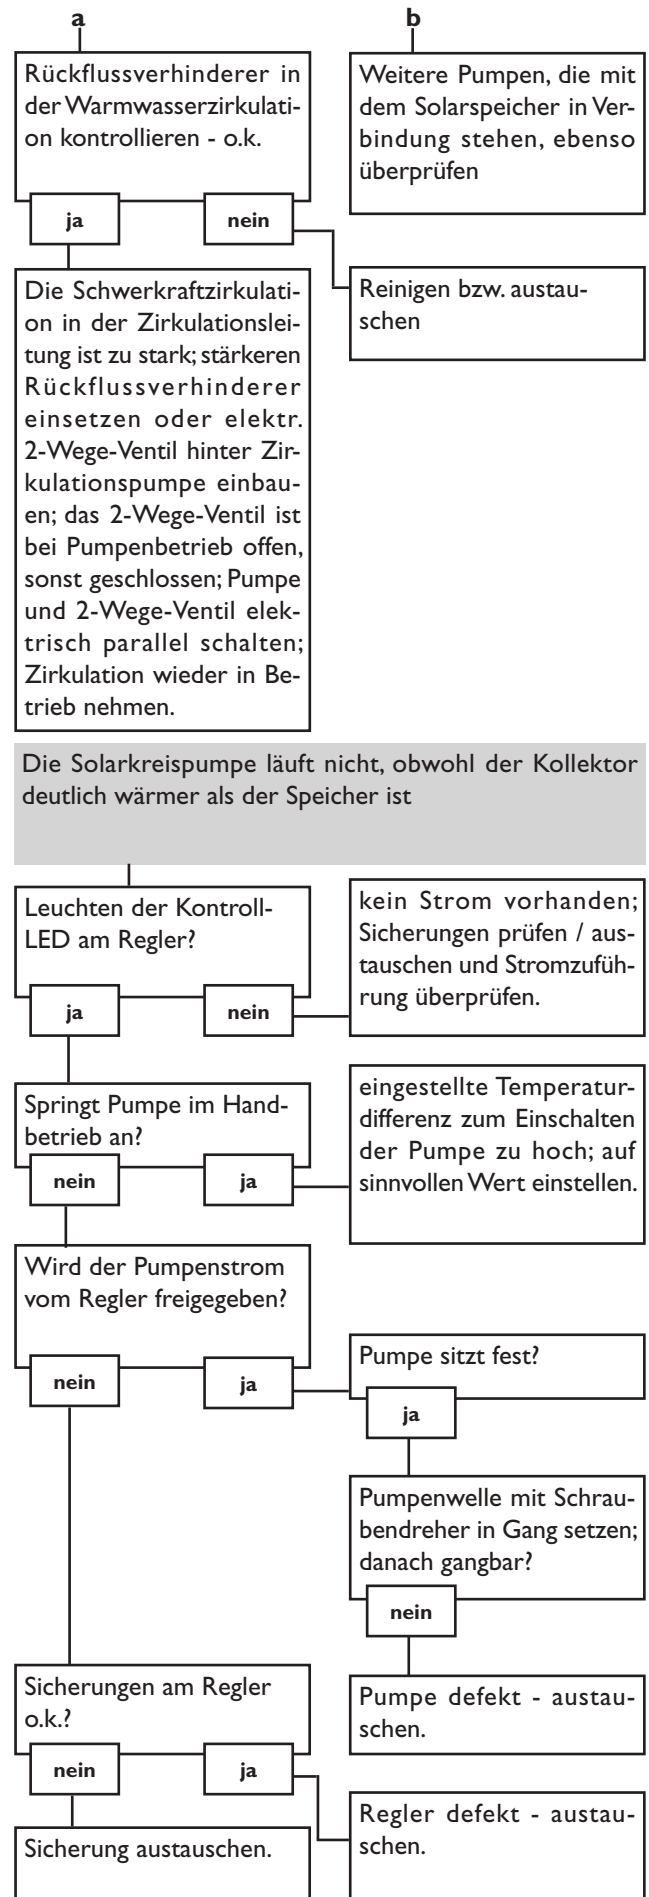 a
Rückflussverhinderer in
der Warmwasserzirkulati-
on kontrollieren - o.k.
ja
nein
b
Weitere Pumpen, die mit
dem Solarspeicher in Ver-
bindung stehen, ebenso
überprüfen
Reinigen bzw. austau-
schen
Die Schwerkraftzirkulati-
on in der Zirkulationslei-
tung ist zu stark; stärkeren
Rückflussverhinderer
einsetzen oder elektr.
2-Wege-Ventil hinter Zir-
kulationspumpe einbau-
en; das 2-Wege-Ventil ist
bei Pumpenbetrieb offen,
sonst geschlossen; Pumpe
und 2-Wege-Ventil elek-
trisch parallel schalten;
Zirkulation wieder in Be-
trieb nehmen.
Die Solarkreispumpe läuft nicht, obwohl der Kollektor
deutlich wärmer als der Speicher ist
Leuchten der Kontroll-
LED am Regler?
ja
nein
kein Strom vorhanden;
Sicherungen prüfen / aus-
tauschen und Stromzufüh-
rung überprüfen.
Springt Pumpe im Hand-
betrieb an?
nein
ja
eingestellte Temperatur-
differenz zum Einschalten
der Pumpe zu hoch; auf
sinnvollen Wert einstellen.
Wird der Pumpenstrom
vom Regler freigegeben?
nein
ja
Pumpe sitzt fest?
ja
Pumpenwelle mit Schrau-
bendreher in Gang setzen;
danach gangbar?
nein
Pumpe defekt - austau-
schen.
Sicherungen am Regler
o.k.?
nein
ja
Sicherung austauschen.
Regler defekt - austau-
schen.